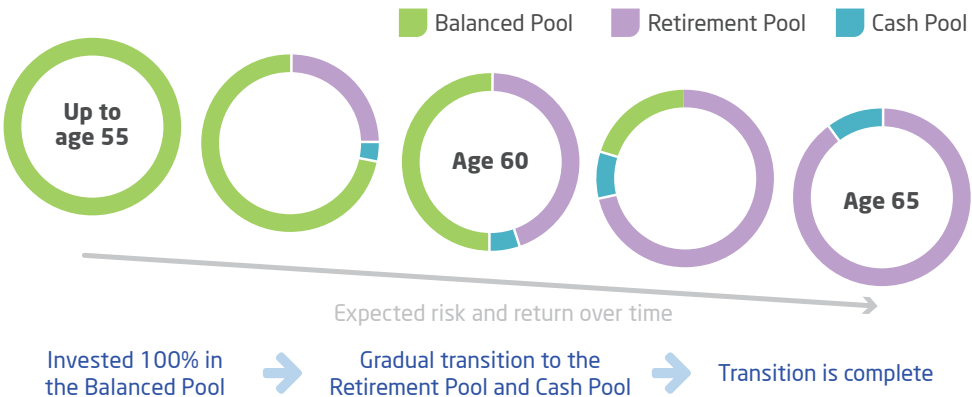 Balanced Pool
Retirement Pool
Cash Pool
Up to
age 55
Age 60
Age 65
Expected risk and return over time
Invested 100% in
the Balanced Pool
Gradual transition to the
Retirement Pool and Cash Pool
Transition is complete